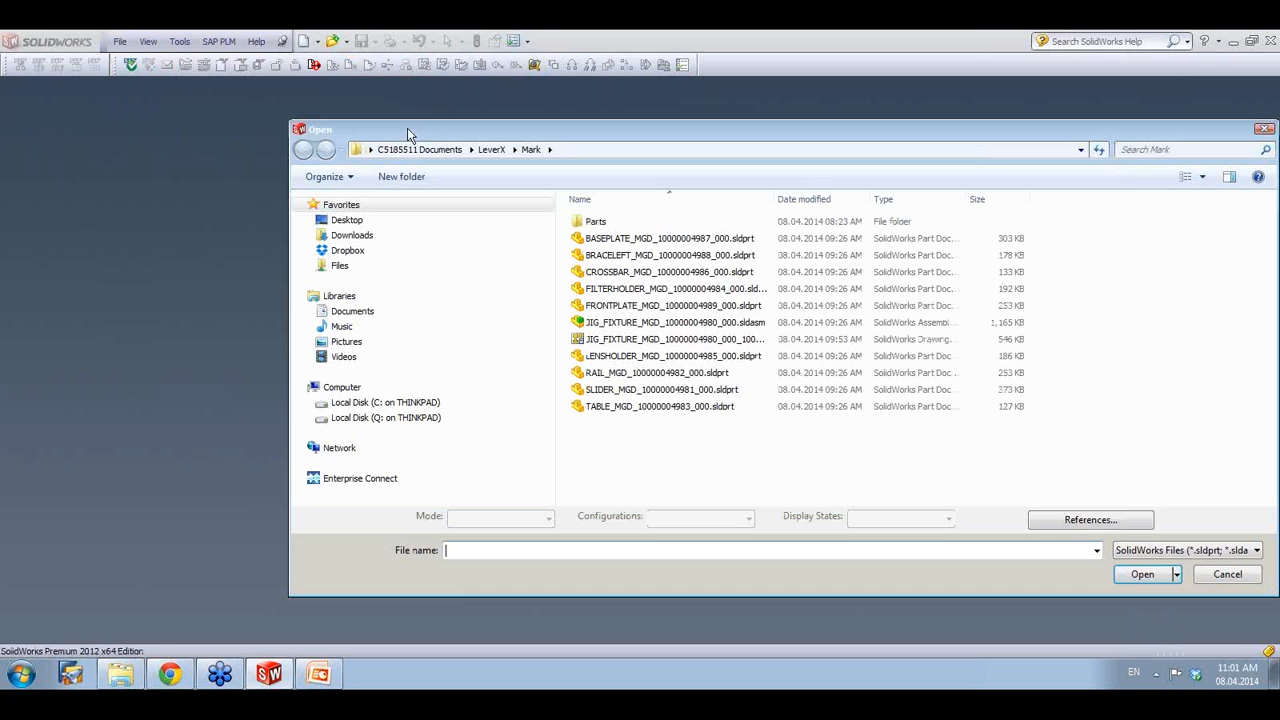 SOLIDWORKS File View Tools SAP PLM Help Search SolidWorks Help
Open
C5185511 Documents LeverX Mark Search Mark
Organize New folder
Name Date modified Type Size
Favorites
Desktop
Downloads
Dropbox
Files
Libraries
Documents
Music
Pictures
Videos
Computer
Local Disk (C: on THINKPAD)
Local Disk (Q: on THINKPAD)
Network
Enterprise Connect
Parts 08.04.2014 08:23 AM File folder
BASEPLATE_MGD_10000004987_000.sldprt 08.04.2014 09:26 AM SolidWorks Part Doc... 303 KB
BRACELEFT_MGD_10000004988_000.sldprt 08.04.2014 09:26 AM SolidWorks Part Doc... 178 KB
CROSSBAR_MGD_10000004986_000.sldprt 08.04.2014 09:26 AM SolidWorks Part Doc... 133 KB
FILTERHOLDER_MGD_10000004984_000.sld... 08.04.2014 09:26 AM SolidWorks Part Doc... 192 KB
FRONTPLATE_MGD_10000004989_000.sldprt 08.04.2014 09:26 AM SolidWorks Part Doc... 253 KB
JIG_FIXTURE_MGD_10000004980_000.sldasm 08.04.2014 09:26 AM SolidWorks Assembl... 1,165 KB
JIG_FIXTURE_MGD_10000004980_000_100... 08.04.2014 09:53 AM SolidWorks Drawing... 546 KB
LENSHOLDER_MGD_10000004985_000.sldprt 08.04.2014 09:26 AM SolidWorks Part Doc... 186 KB
RAIL_MGD_10000004982_000.sldprt 08.04.2014 09:26 AM SolidWorks Part Doc... 253 KB
SLIDER_MGD_10000004981_000.sldprt 08.04.2014 09:26 AM SolidWorks Part Doc... 373 KB
TABLE_MGD_10000004983_000.sldprt 08.04.2014 09:26 AM SolidWorks Part Doc... 127 KB
Mode: Configurations: Display States: References...
File name: SolidWorks Files (*.sldprt; *.slda
Open Cancel
SolidWorks Premium 2012 x64 Edition
EN 11:01 AM
08.04.2014